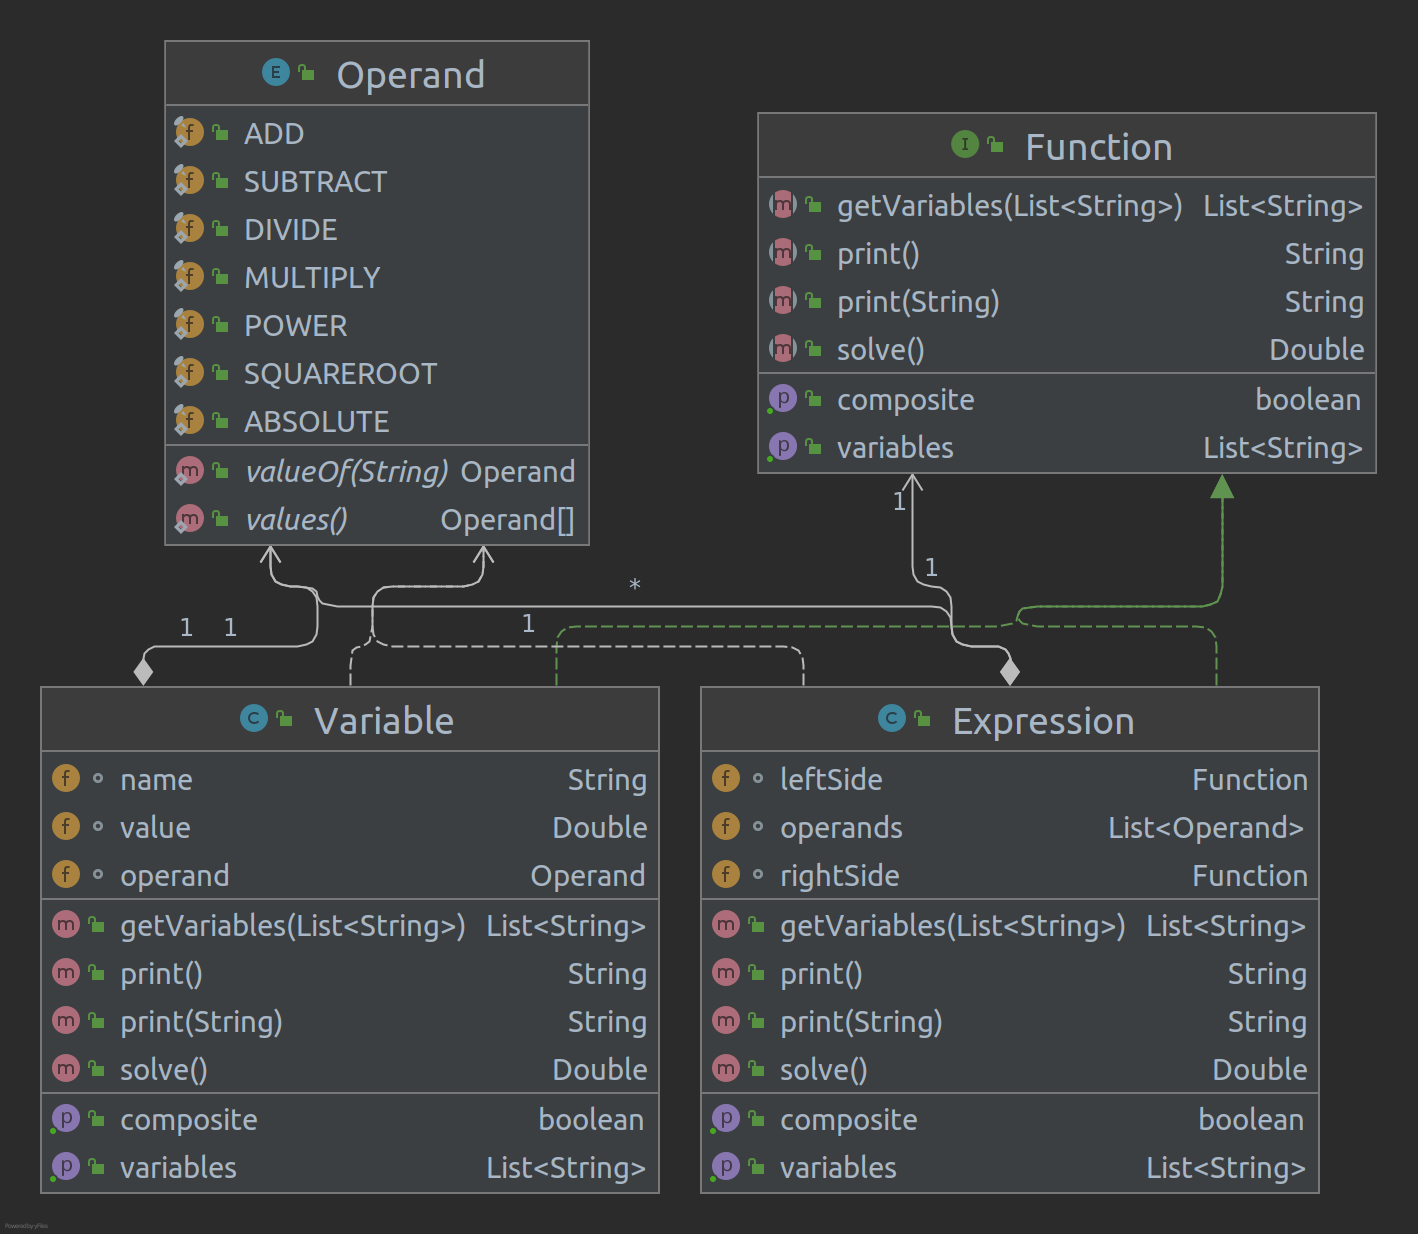 E Operand
f ADD
f SUBTRACT
f DIVIDE
f MULTIPLY
f POWER
f SQUAREROOT
f ABSOLUTE
m valueOf(String) Operand
m values() Operand[]
I Function
m getVariables(List<String>) List<String>
m print() String
m print(String) String
m solve() Double
p composite boolean
p variables List<String>
1
1
*
1 1
1
C Variable
f name String
f value Double
f operand Operand
m getVariables(List<String>) List<String>
m print() String
m print(String) String
m solve() Double
p composite boolean
p variables List<String>
C Expression
f leftSide Function
f operands List<Operand>
f rightSide Function
m getVariables(List<String>) List<String>
m print() String
m print(String) String
m solve() Double
p composite boolean
p variables List<String>
Powered by yFiles